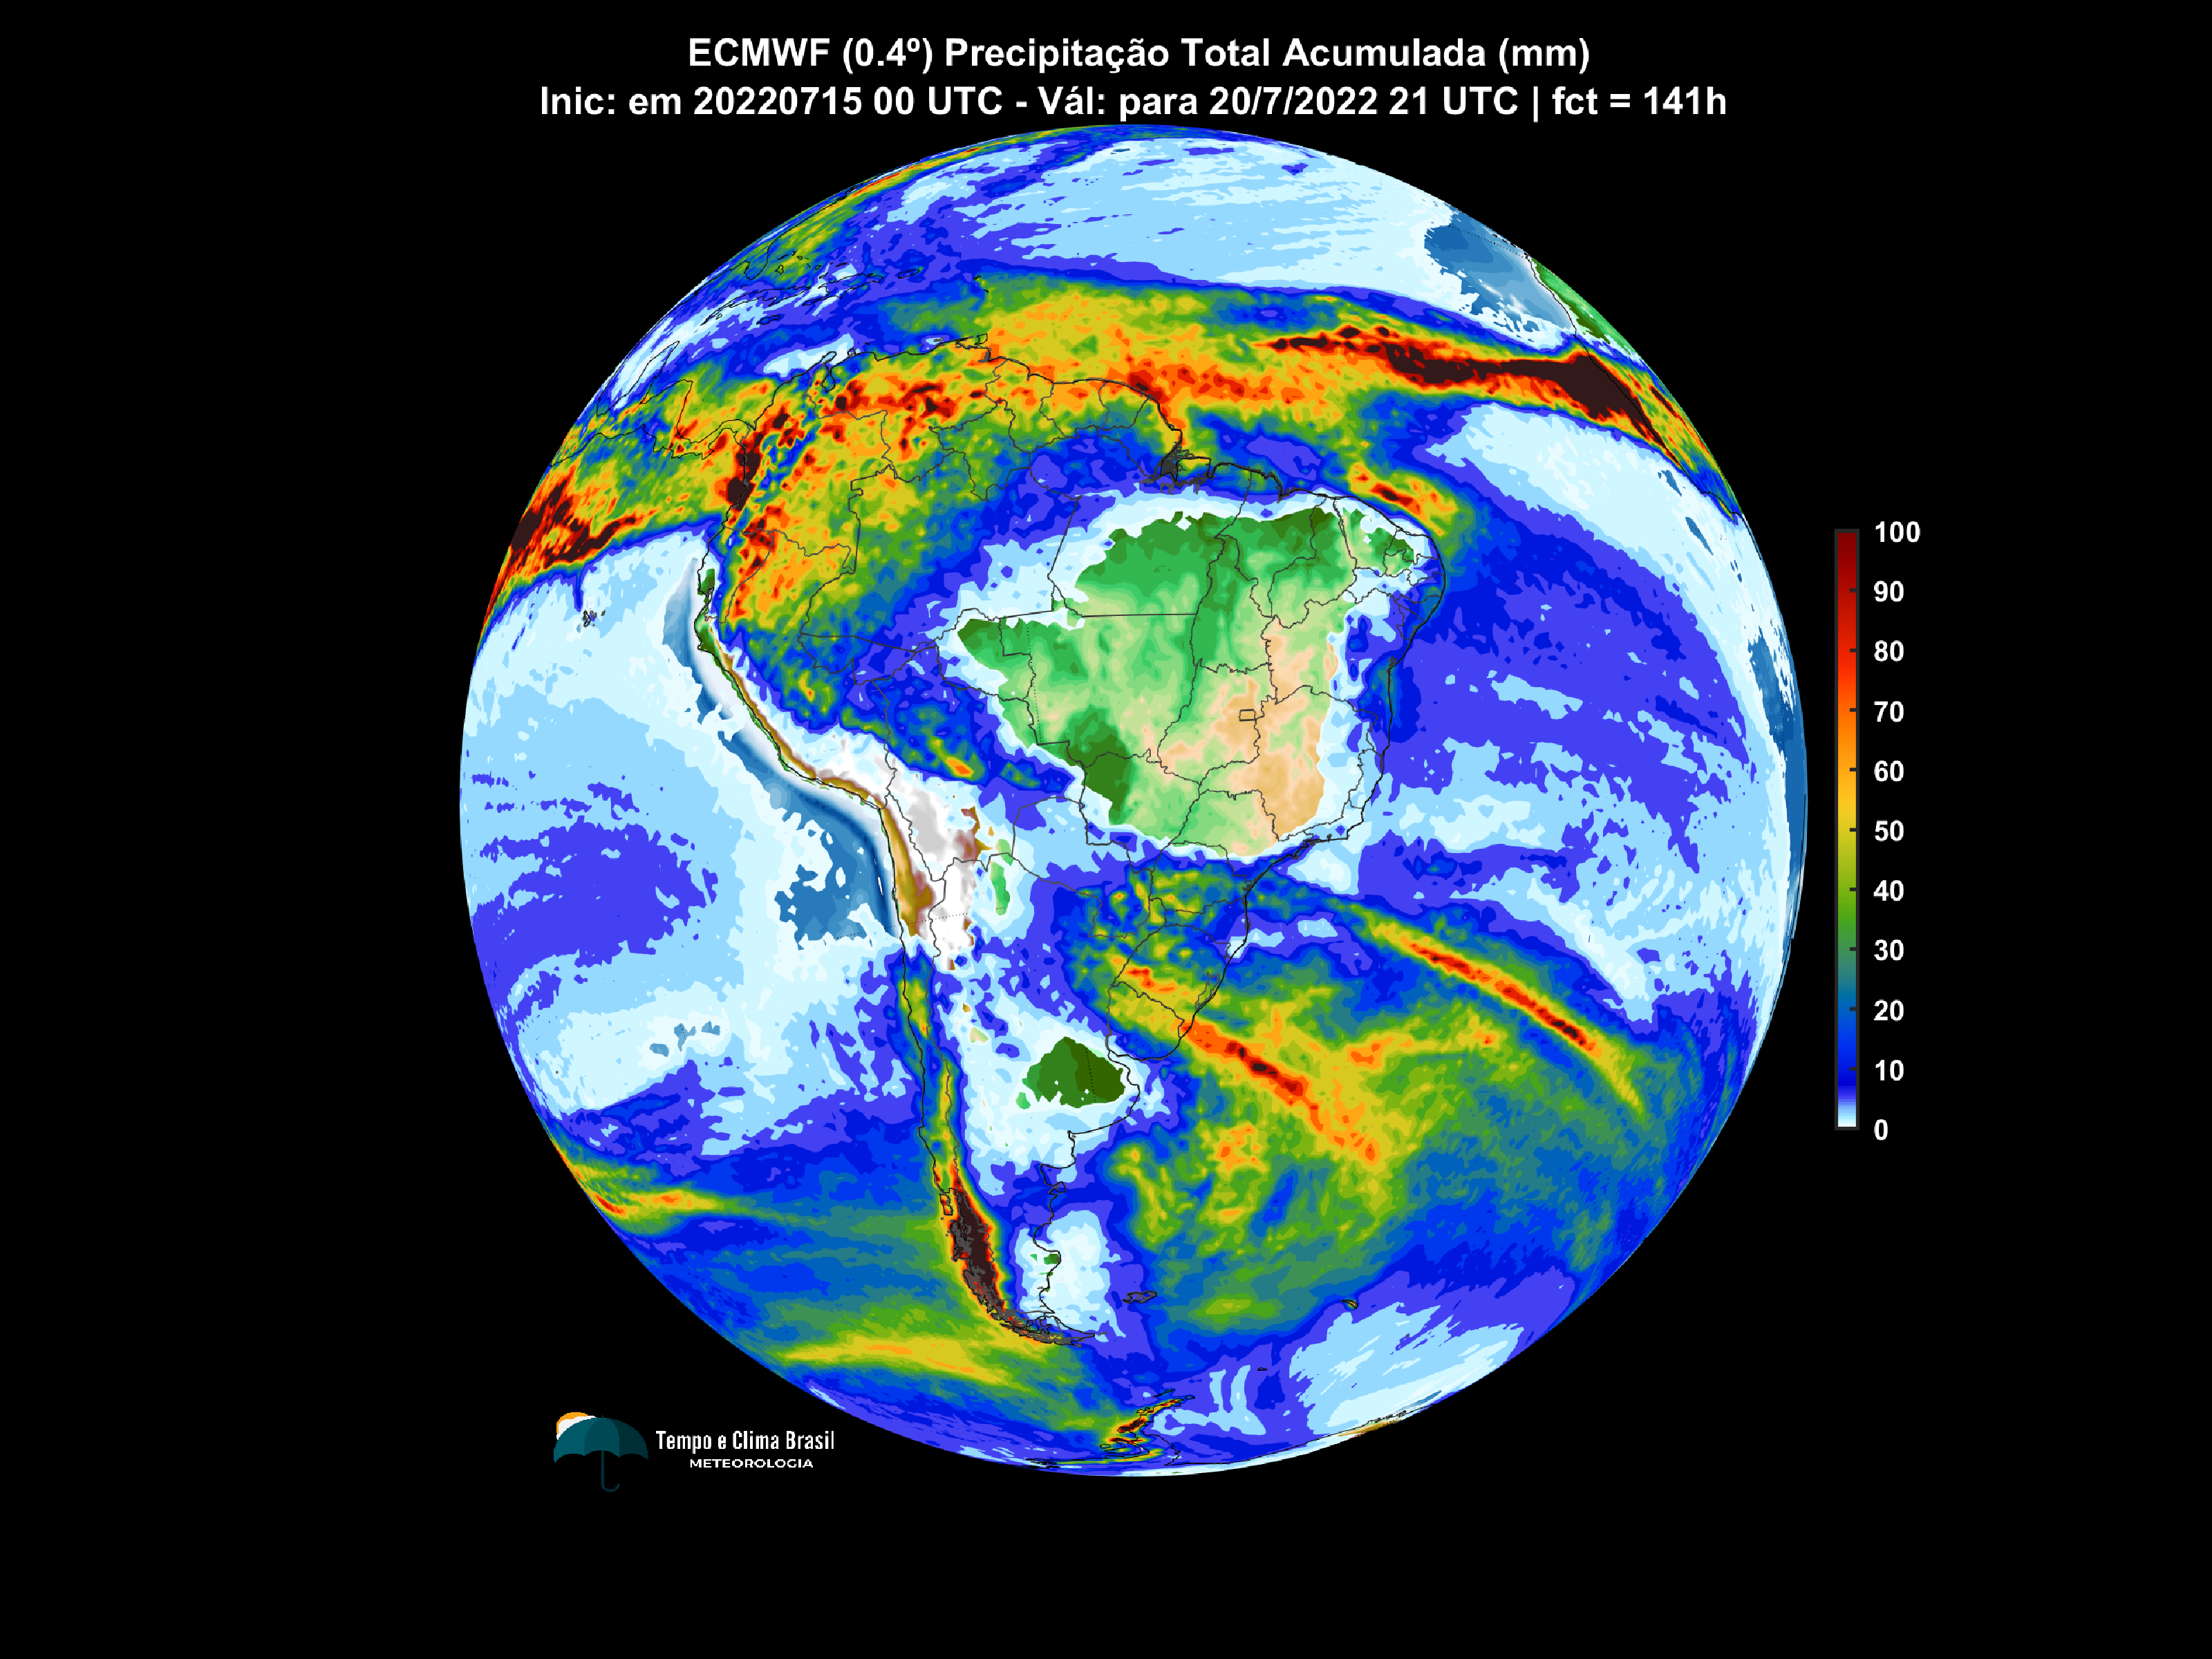 ECMWF (0.4º) Precipitação Total Acumulada (mm)
Inic: em 20220715 00 UTC - Vál: para 20/7/2022 21 UTC | fct = 141h
100
90
80
70
60
50
40
30
20
10
0
Tempo e Clima Brasil
METEOROLOGIA